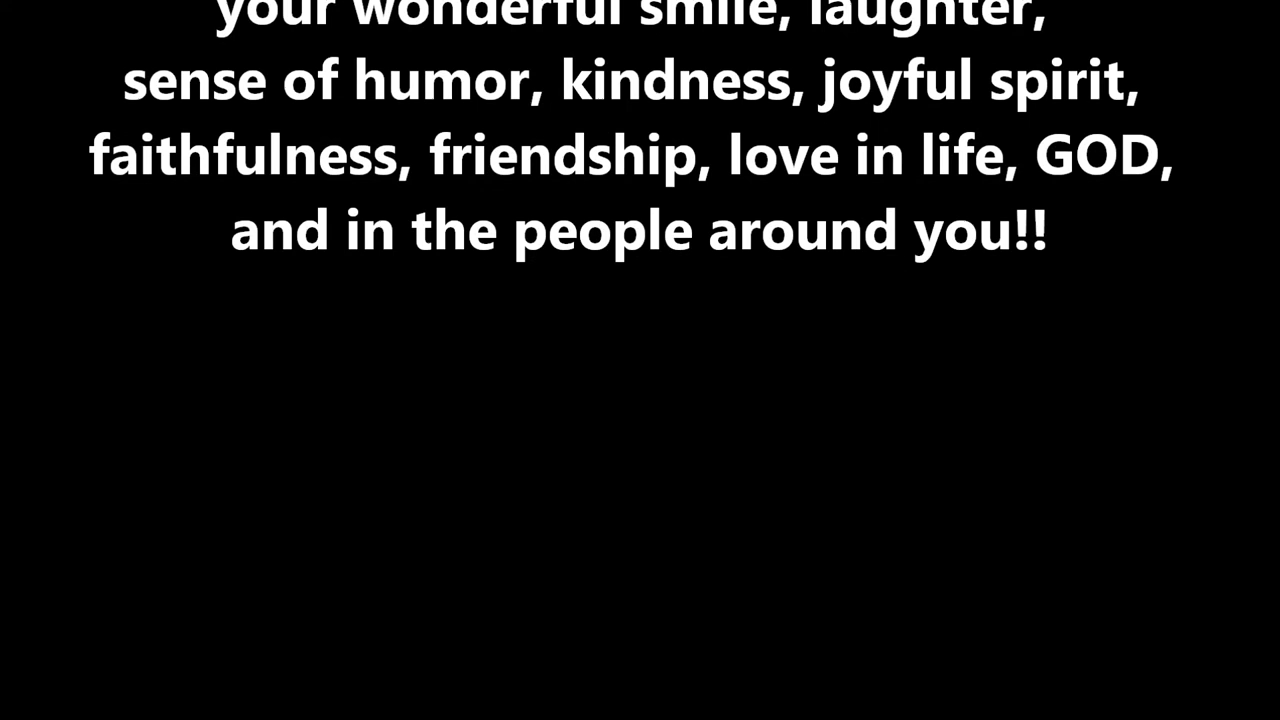 your wonderful smile, laughter,
sense of humor, kindness, joyful spirit,
faithfulness, friendship, love in life, GOD,
and in the people around you!!